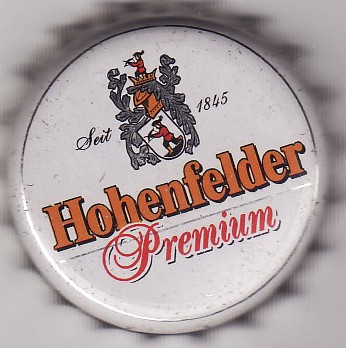 Seit 1845
Hohenfelder
Premium